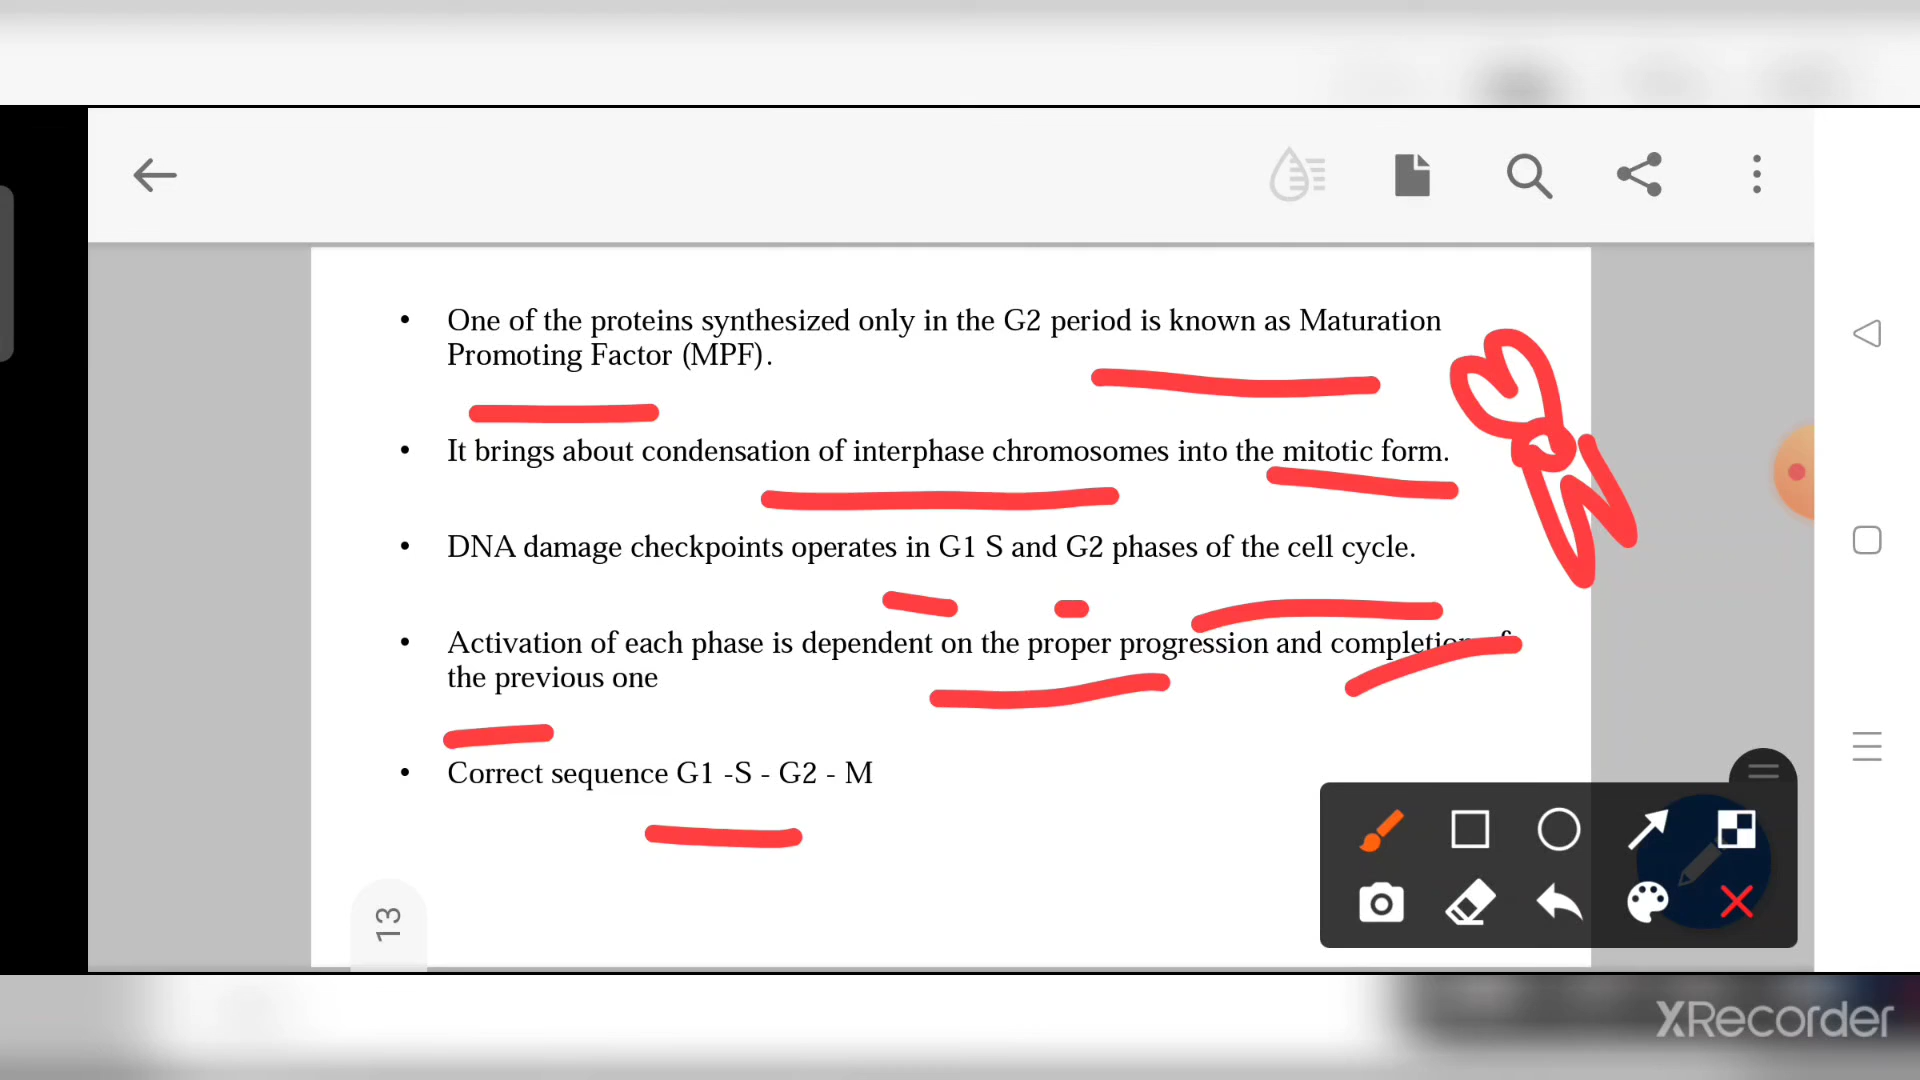 • One of the proteins synthesized only in the G2 period is known as Maturation
Promoting Factor (MPF).
• It brings about condensation of interphase chromosomes into the mitotic form.
• DNA damage checkpoints operates in G1 S and G2 phases of the cell cycle.
• Activation of each phase is dependent on the proper progression and completion of
the previous one
• Correct sequence G1 -S - G2 - M
13
XRecorder